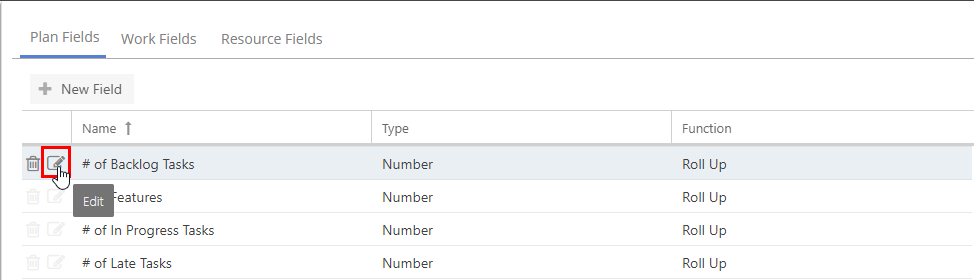 Plan Fields Work Fields Resource Fields
New Field
Name ↑ Type Function
# of Backlog Tasks Number Roll Up
Features Number Roll Up
Edit
# of In Progress Tasks Number Roll Up
# of Late Tasks Number Roll Up